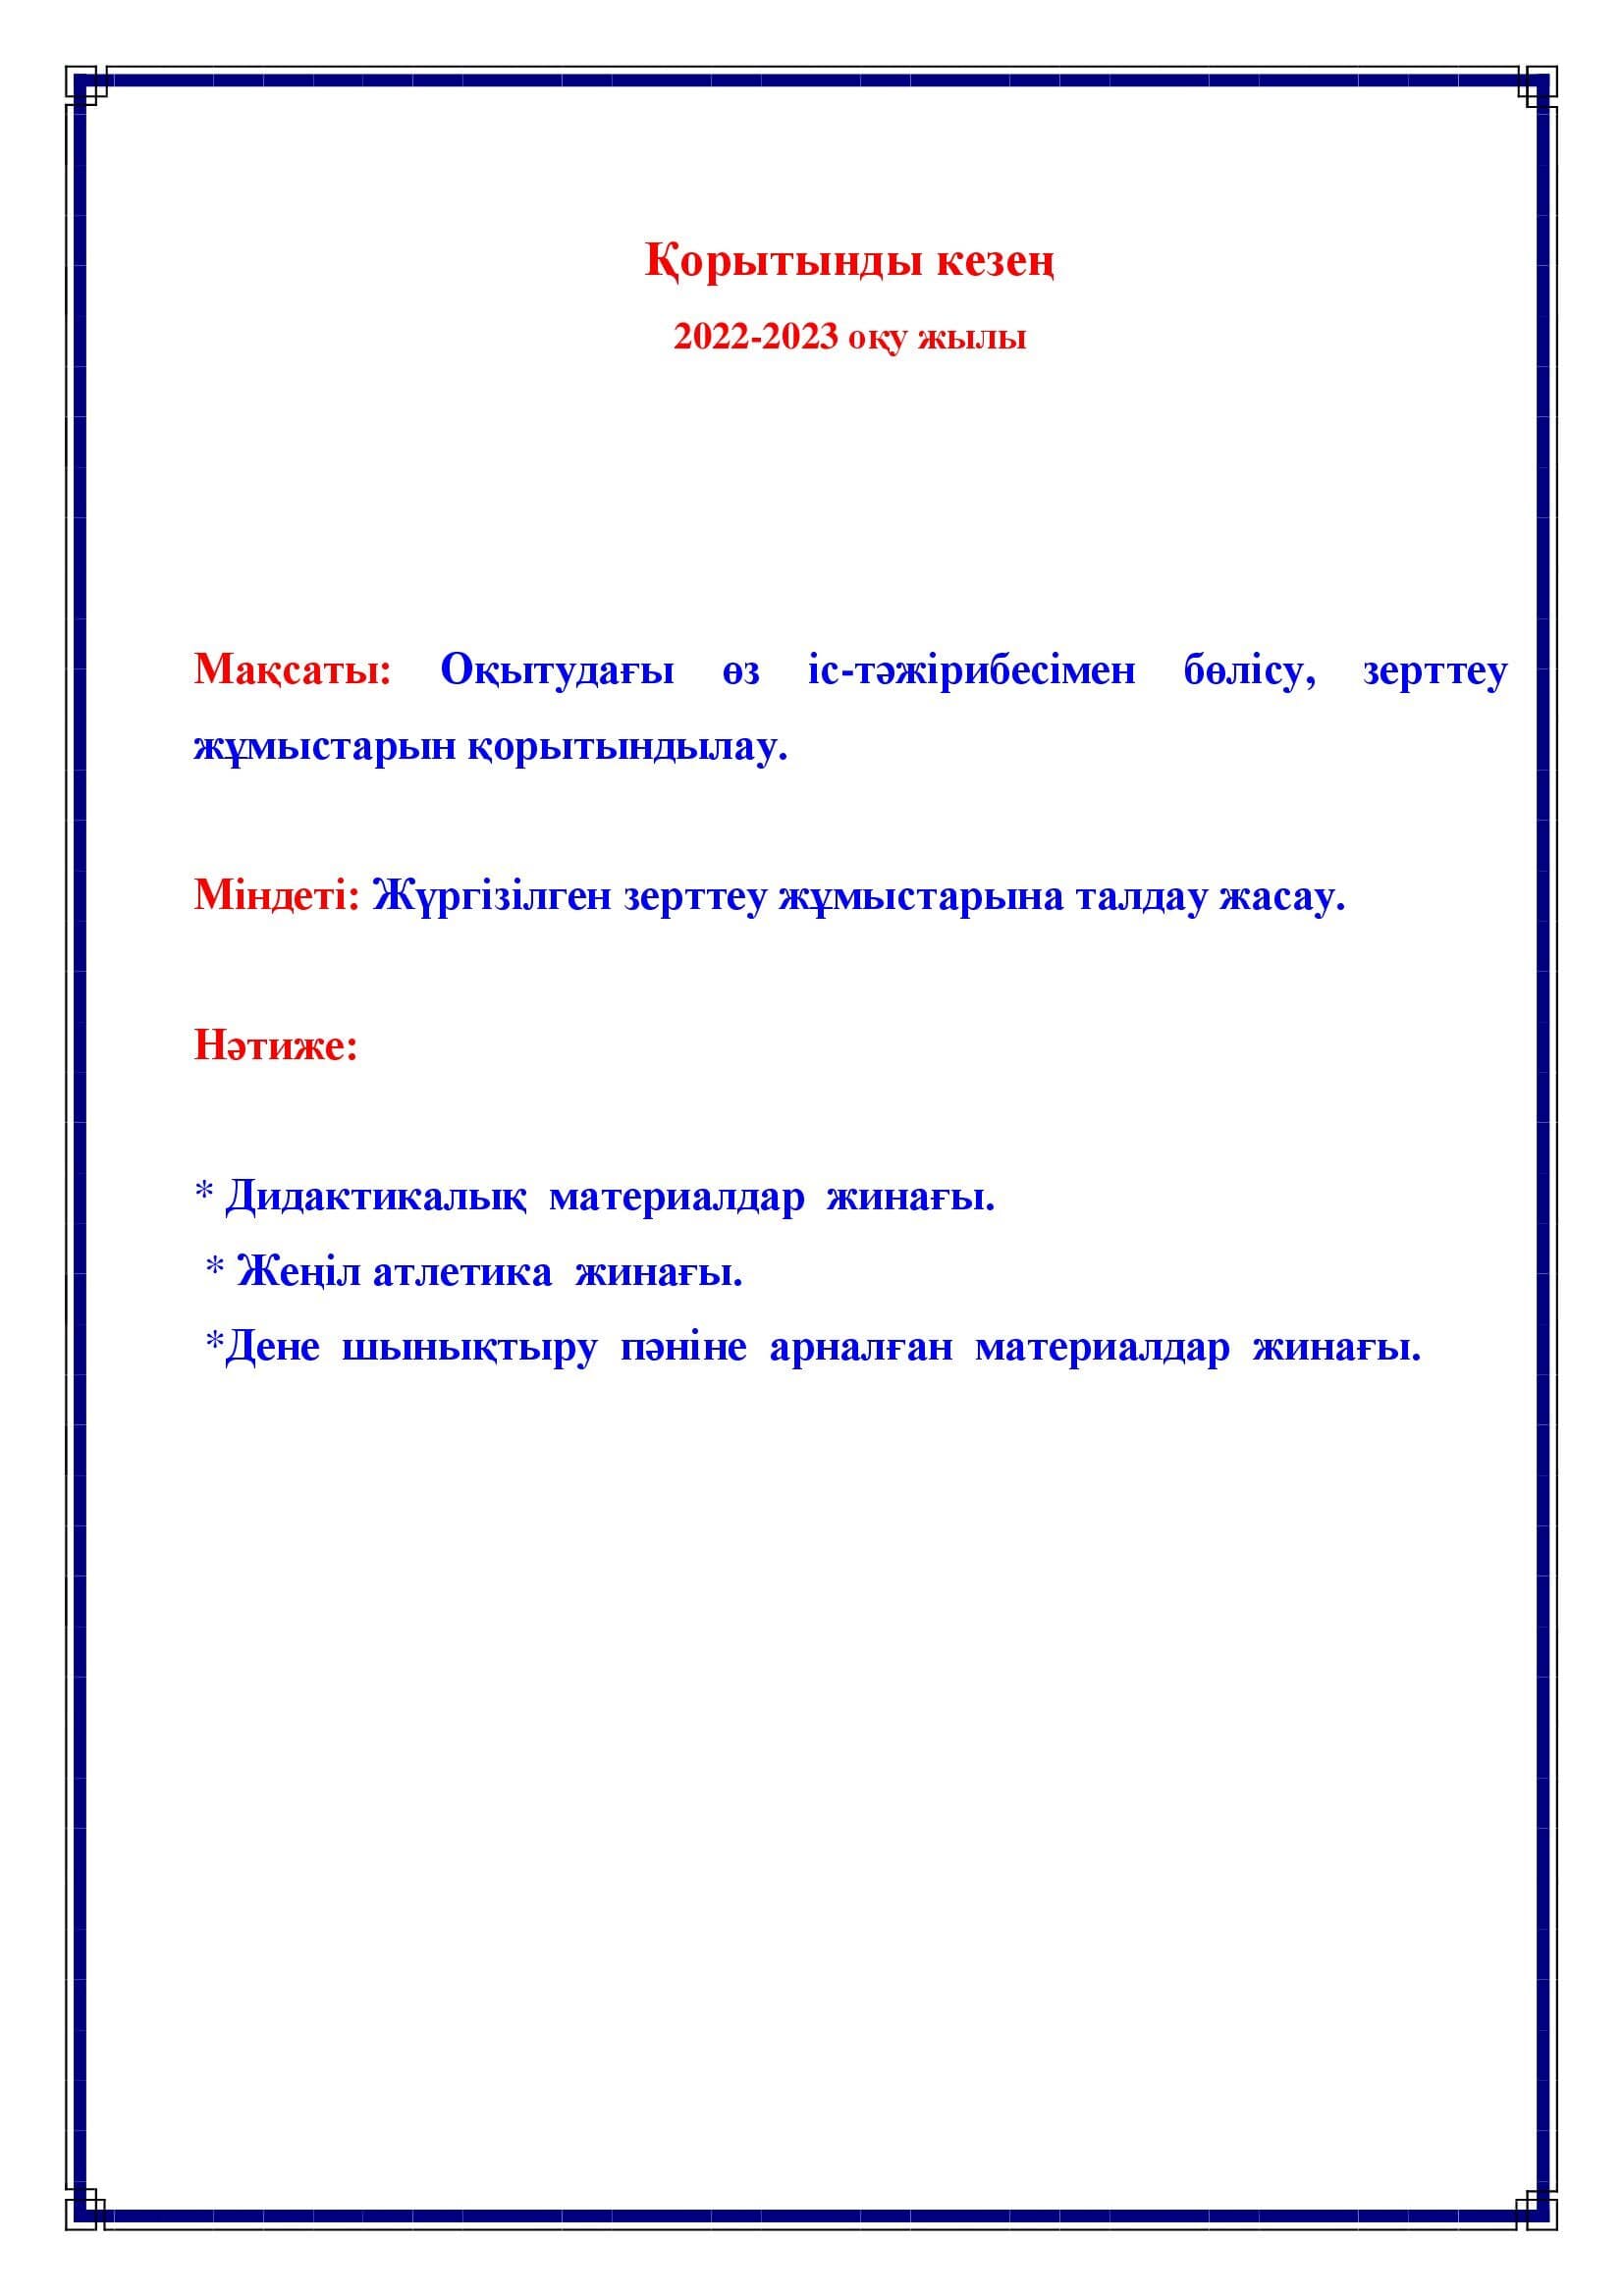 Қорытынды кезең
2022-2023 оқу жылы
Мақсаты: Оқытудағы өз іс-тәжірибесімен бөлісу, зерттеу
жұмыстарын қорытындылау.
Міндеті: Жүргізілген зерттеу жұмыстарына талдау жасау.
Нәтиже:
* Дидактикалық материалдар жинағы.
* Жеңіл атлетика жинағы.
*Дене шынықтыру пәніне арналған материалдар жинағы.